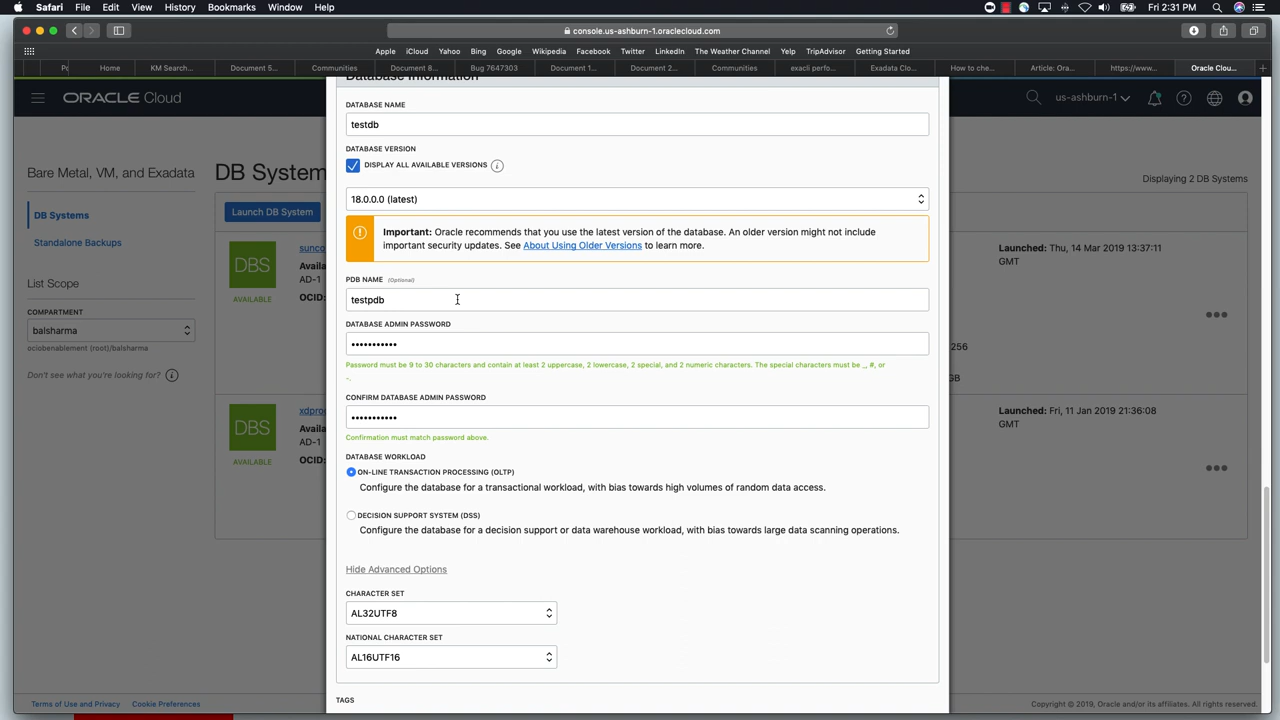 Safari File Edit View History Bookmarks Window Help
Fri 2:31 PM
console.us-ashburn-1.oraclecloud.com
Apple iCloud Yahoo Bing Google Wikipedia Facebook Twitter LinkedIn The Weather Channel Yelp TripAdvisor Getting Started
Home KM Search... Document 5... Communities Document 8... Bug 7647303 Document 1... Document 2... Communities exacli perfo... Exadata Clo... How to che... Article: Ora... https://www... Oracle Clou...
ORACLE Cloud
us-ashburn-1
Bare Metal, VM, and Exadata
DB Systems
Standalone Backups
List Scope
COMPARTMENT
balsharma
ociobenablement (root)/balsharma
Don't see what you're looking for?
DB System
Displaying 2 DB Systems
Launch DB System
DBS
AVAILABLE
sunco
Availa
AD-1
OCID:
Launched: Thu, 14 Mar 2019 13:37:11
GMT
256
GB
DBS
AVAILABLE
xdpro
Availa
AD-1
OCID:
Launched: Fri, 11 Jan 2019 21:36:08
GMT
Database Information
DATABASE NAME
testdb
DATABASE VERSION
DISPLAY ALL AVAILABLE VERSIONS
18.0.0.0 (latest)
Important: Oracle recommends that you use the latest version of the database. An older version might not include
important security updates. See About Using Older Versions to learn more.
PDB NAME (Optional)
testpdb
DATABASE ADMIN PASSWORD
•••••••••••
Password must be 9 to 30 characters and contain at least 2 uppercase, 2 lowercase, 2 special, and 2 numeric characters. The special characters must be _, #, or
-.
CONFIRM DATABASE ADMIN PASSWORD
•••••••••••
Confirmation must match password above.
DATABASE WORKLOAD
ON-LINE TRANSACTION PROCESSING (OLTP)
Configure the database for a transactional workload, with bias towards high volumes of random data access.
DECISION SUPPORT SYSTEM (DSS)
Configure the database for a decision support or data warehouse workload, with bias towards large data scanning operations.
Hide Advanced Options
CHARACTER SET
AL32UTF8
NATIONAL CHARACTER SET
AL16UTF16
TAGS
Terms of Use and Privacy Cookie Preferences
Copyright © 2019, Oracle and/or its affiliates. All rights reserved.